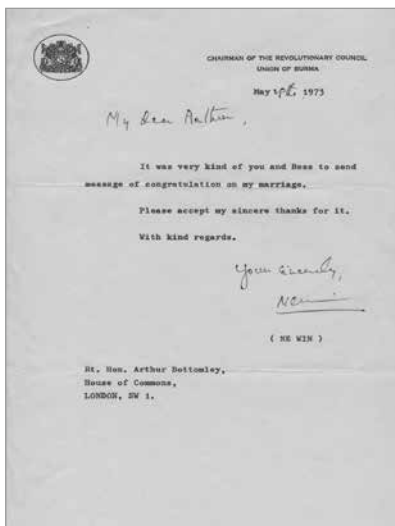 CHAIRMAN OF THE REVOLUTIONARY COUNCIL
UNION OF BURMA
May 1973
My dear Arthur,
It was very kind of you and Bess to send
message of congratulation on my marriage.
Please accept my sincere thanks for it.
With kind regards.
Yours sincerely,
Ne Win
( NE WIN )
Rt. Hon. Arthur Bottomley,
House of Commons,
LONDON, SW 1.